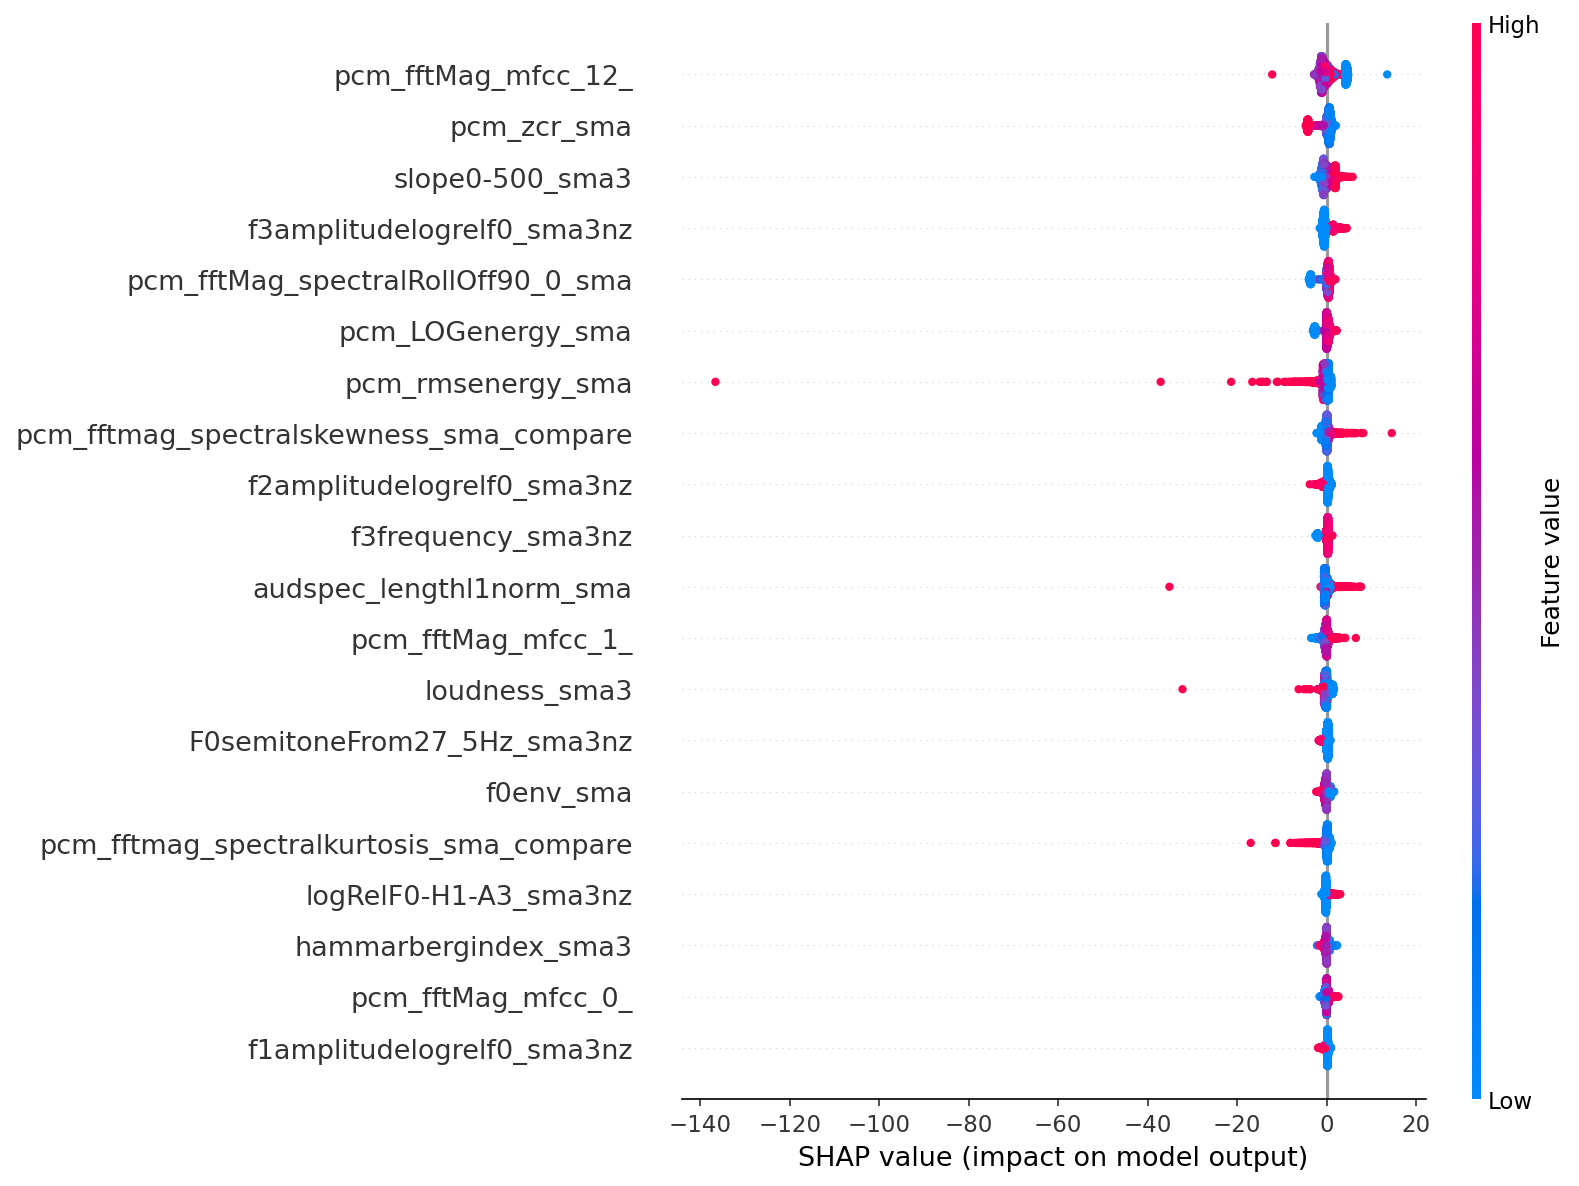 High
pcm_fftMag_mfcc_12_
pcm_zcr_sma
slope0-500_sma3
f3amplitudelogrelf0_sma3nz
pcm_fftMag_spectralRollOff90_0_sma
pcm_LOGenergy_sma
pcm_rmsenergy_sma
pcm_fftmag_spectralskewness_sma_compare
f2amplitudelogrelf0_sma3nz
f3frequency_sma3nz
audspec_lengthl1norm_sma
pcm_fftMag_mfcc_1_
loudness_sma3
F0semitoneFrom27_5Hz_sma3nz
f0env_sma
pcm_fftmag_spectralkurtosis_sma_compare
logRelF0-H1-A3_sma3nz
hammarbergindex_sma3
pcm_fftMag_mfcc_0_
f1amplitudelogrelf0_sma3nz
Feature value
Low
−140 −120 −100 −80 −60 −40 −20 0 20
SHAP value (impact on model output)